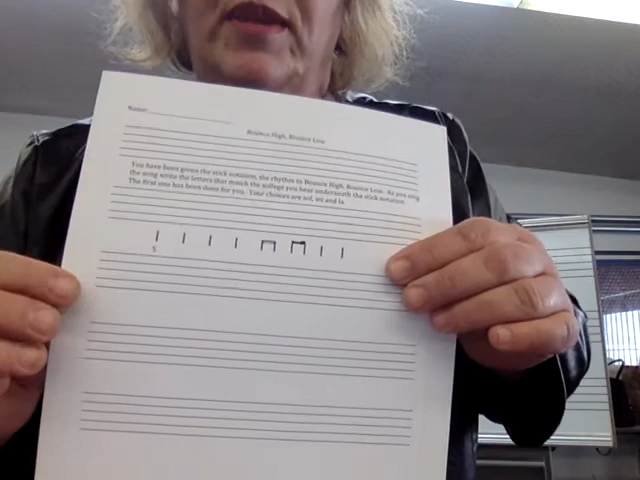 Name:
Bounce High, Bounce Low
You have been given the stick notation, the rhythm to Bounce High, Bounce Low. As you sing
the song write the letters that match the solfege you hear underneath the stick notation.
The first one has been done for you. Your choices are sol, mi and la.
s